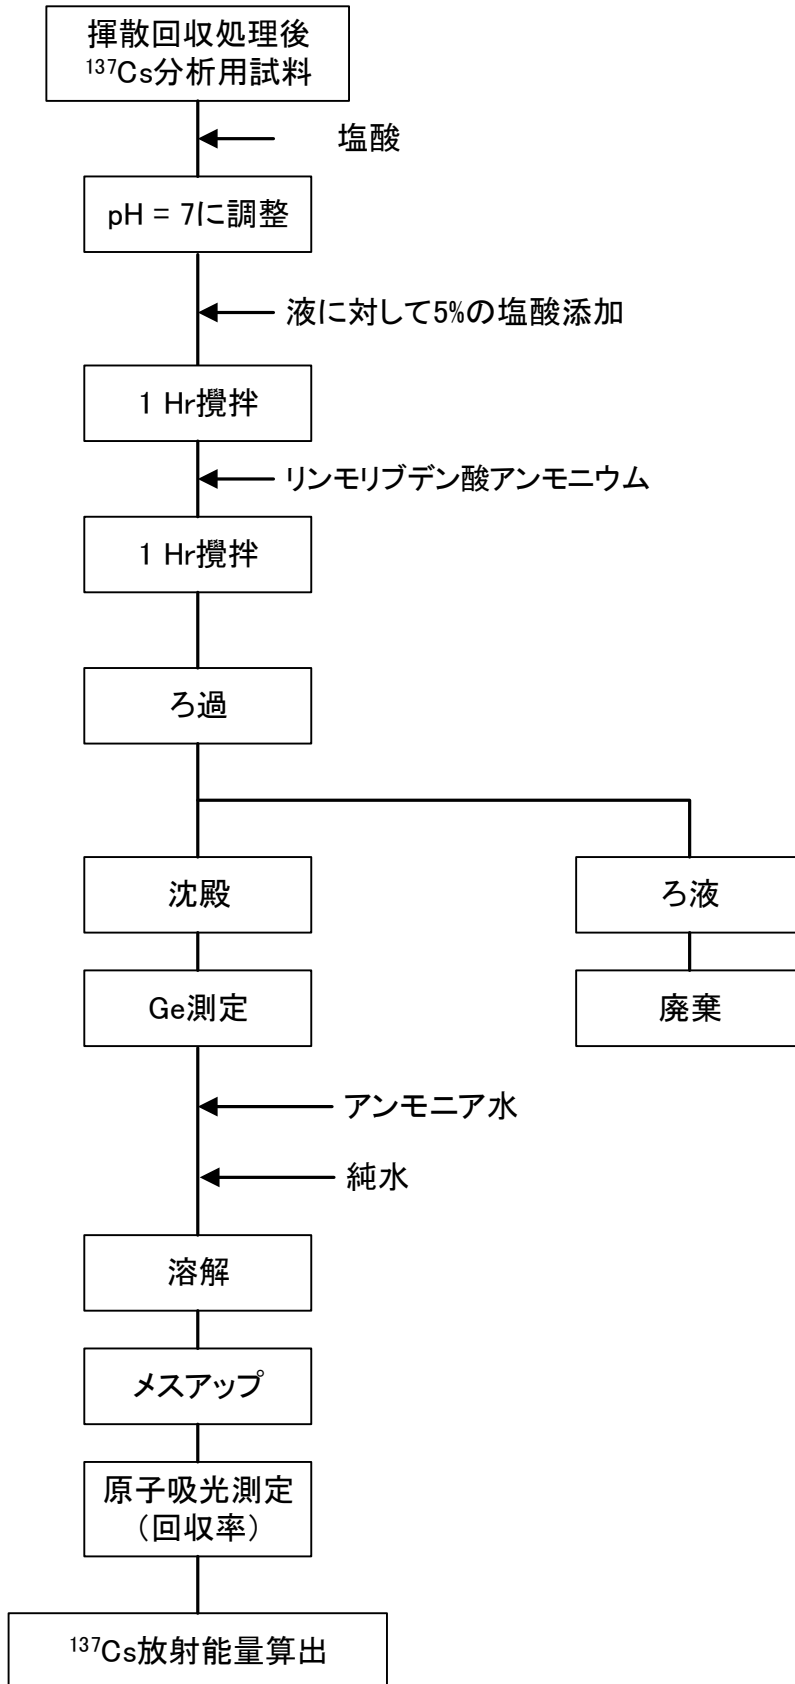 揮散回収処理後
¹³⁷Cs分析用試料
塩酸
pH = 7に調整
液に対して5%の塩酸添加
1 Hr攪拌
リンモリブデン酸アンモニウム
1 Hr攪拌
ろ過
沈殿
ろ液
Ge測定
廃棄
アンモニア水
純水
溶解
メスアップ
原子吸光測定
（回収率）
¹³⁷Cs放射能量算出